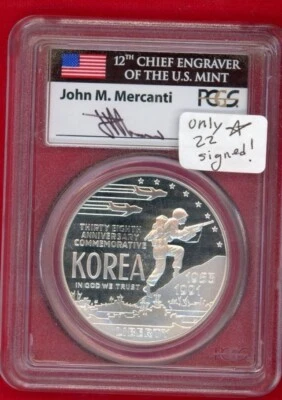 12TH CHIEF ENGRAVER
OF THE U.S. MINT
John M. Mercanti
PCGS
only ☆
22
signed!
THIRTY EIGHTH
ANNIVERSARY
COMMEMORATIVE
KOREA
IN GOD WE TRUST
1953
1991
LIBERTY